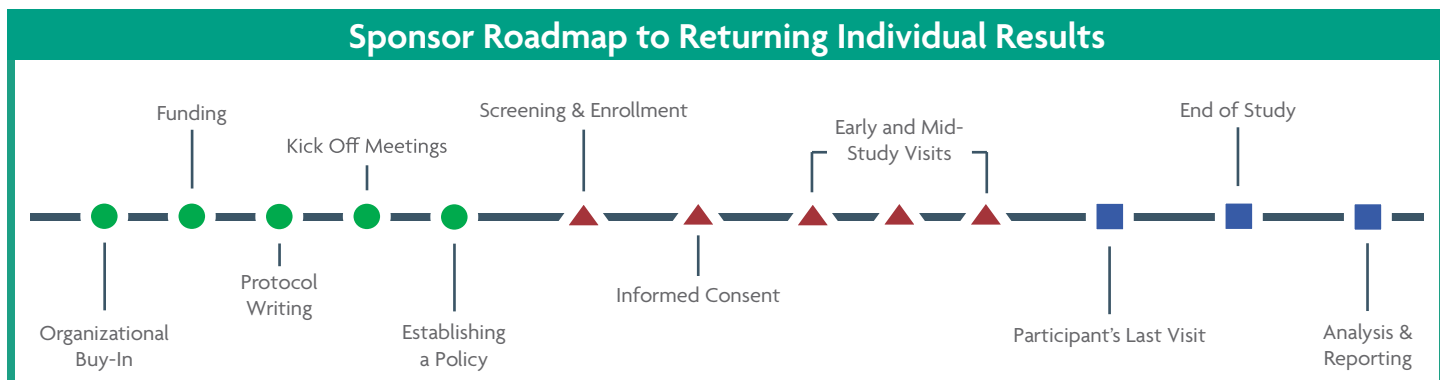 Sponsor Roadmap to Returning Individual Results
Funding
Kick Off Meetings
Screening & Enrollment
Early and Mid-
Study Visits
End of Study
Organizational
Buy-In
Protocol
Writing
Establishing
a Policy
Informed Consent
Participant’s Last Visit
Analysis &
Reporting